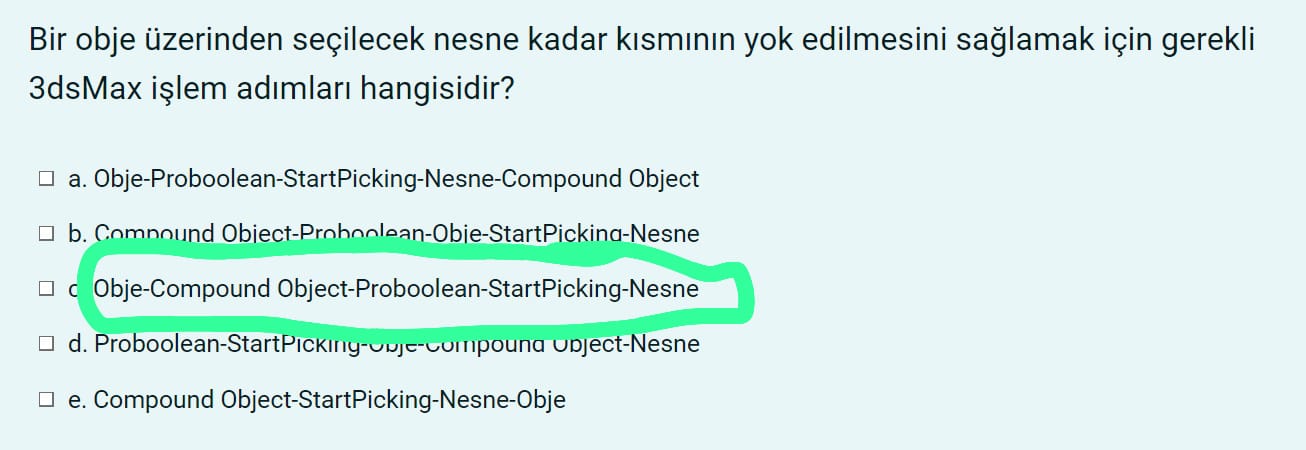 Bir obje üzerinden seçilecek nesne kadar kısmının yok edilmesini sağlamak için gerekli
3dsMax işlem adımları hangisidir?
a. Obje-Proboolean-StartPicking-Nesne-Compound Object
b. Compound Object-Proboolean-Obje-StartPicking-Nesne
c. Obje-Compound Object-Proboolean-StartPicking-Nesne
d. Proboolean-StartPicking-Obje-Compound Object-Nesne
e. Compound Object-StartPicking-Nesne-Obje